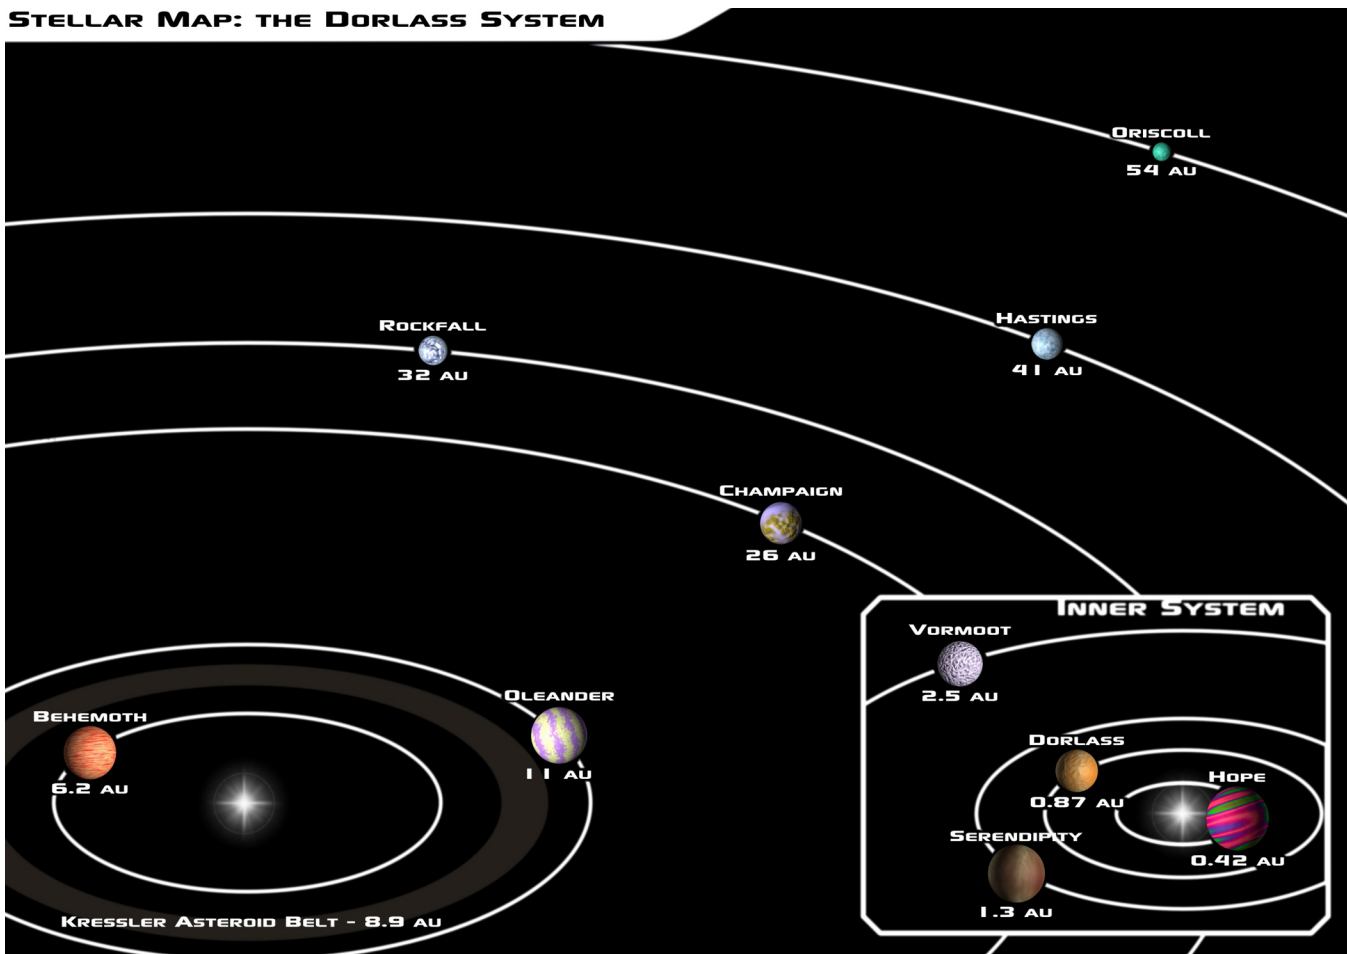 Stellar Map: the Dorlass System
Oriscoll
54 au
Hastings
41 au
Rockfall
32 au
Champaign
26 au
Inner System
Vormoot
2.5 au
Dorlass
0.87 au
Hope
0.42 au
Serendipity
1.3 au
Oleander
11 au
Behemoth
6.2 au
Kressler Asteroid Belt - 8.9 au